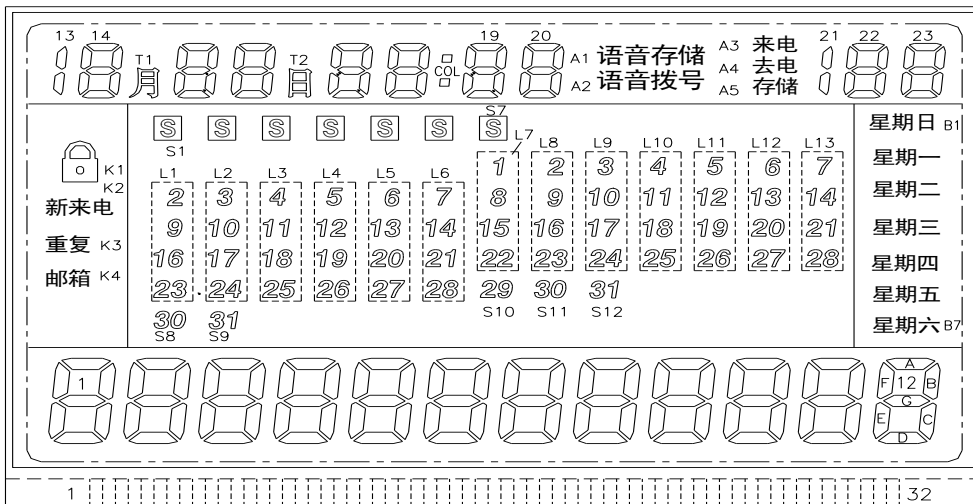 13 14 T1 月 T2 日 COL 19 20 A1 语音存储 A3 来电 21 22 23
A2 语音拨号 A4 去电
A5 存储
S S S S S S S S7 星期日 B1
S1 L7 L8 L9 L10 L11 L12 L13
K1 1 2 3 4 5 6 7 星期一
K2 L1 L2 L3 L4 L5 L6
新来电 2 3 4 5 6 7 8 9 10 11 12 13 14 星期二
重复 K3 9 10 11 12 13 14 15 16 17 18 19 20 21 星期三
邮箱 K4 16 17 18 19 20 21 22 23 24 25 26 27 28 星期四
23 24 25 26 27 28 29 30 31 星期五
S10 S11 S12
30 31 星期六 B7
S8 S9
1 A
F 12 B
G
E C
D
1 32